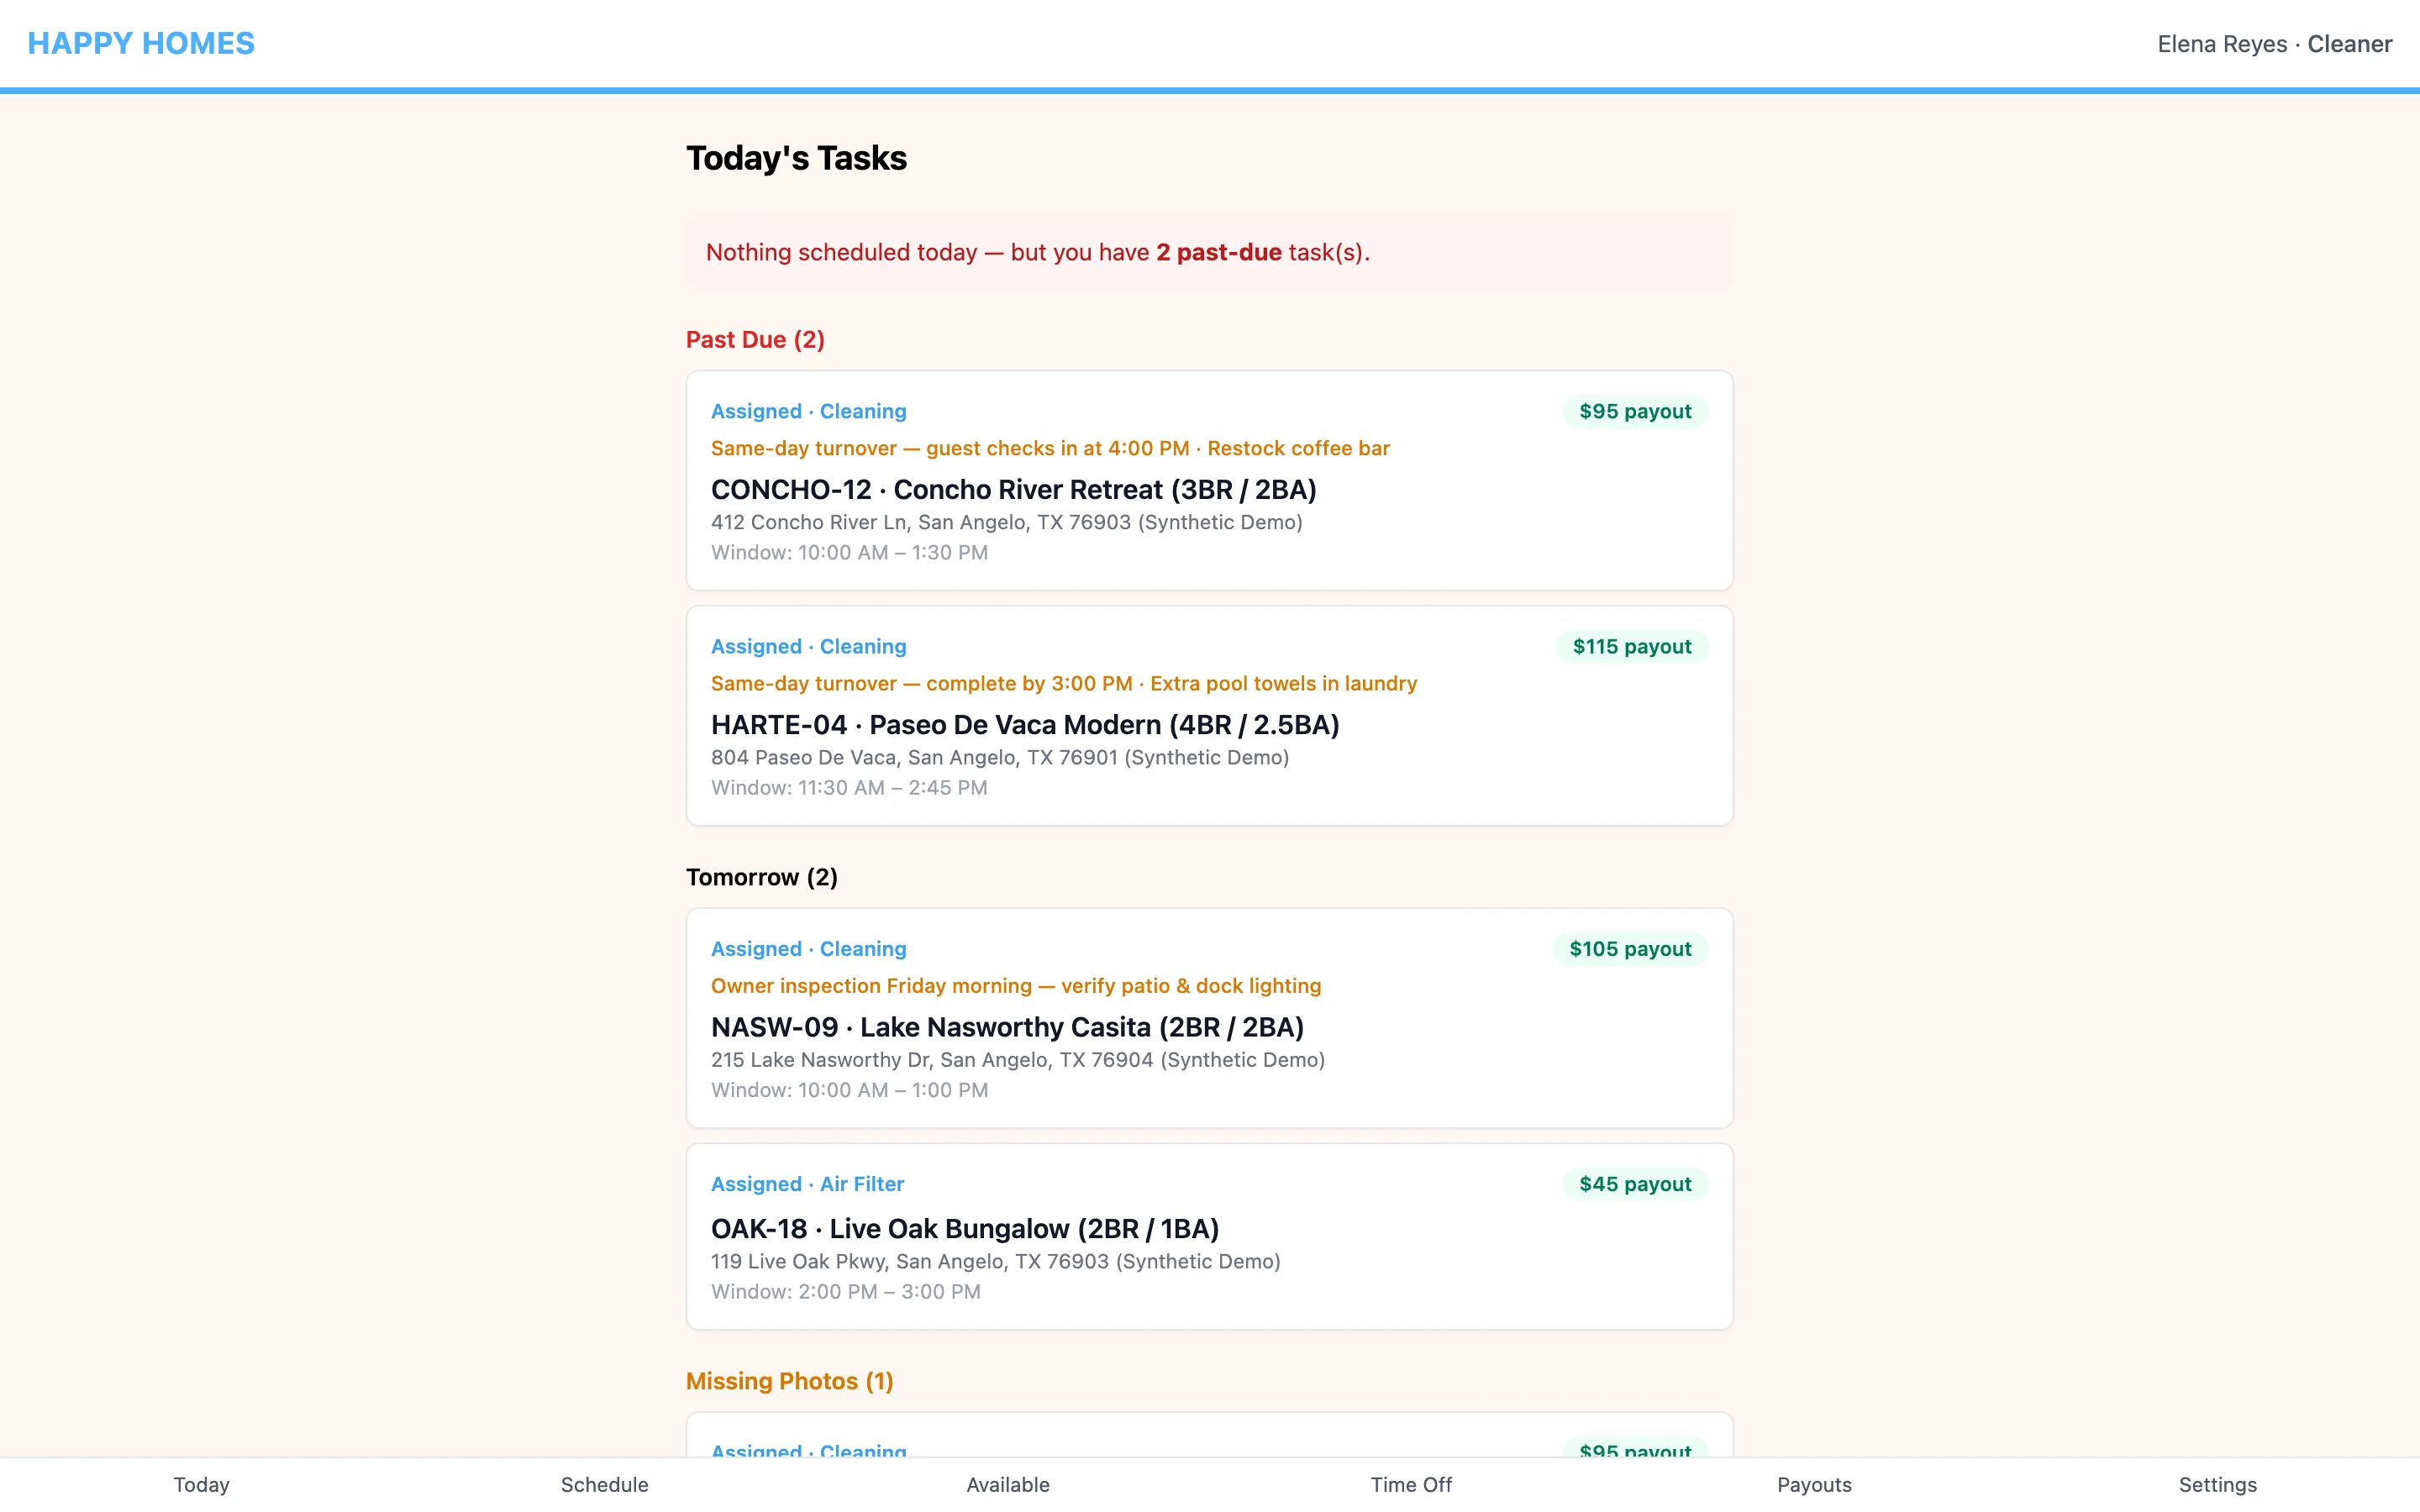 HAPPY HOMES
Elena Reyes · Cleaner
Today's Tasks
Nothing scheduled today — but you have 2 past-due task(s).
Past Due (2)
Assigned · Cleaning
$95 payout
Same-day turnover — guest checks in at 4:00 PM · Restock coffee bar
CONCHO-12 · Concho River Retreat (3BR / 2BA)
412 Concho River Ln, San Angelo, TX 76903 (Synthetic Demo)
Window: 10:00 AM – 1:30 PM
Assigned · Cleaning
$115 payout
Same-day turnover — complete by 3:00 PM · Extra pool towels in laundry
HARTE-04 · Paseo De Vaca Modern (4BR / 2.5BA)
804 Paseo De Vaca, San Angelo, TX 76901 (Synthetic Demo)
Window: 11:30 AM – 2:45 PM
Tomorrow (2)
Assigned · Cleaning
$105 payout
Owner inspection Friday morning — verify patio & dock lighting
NASW-09 · Lake Nasworthy Casita (2BR / 2BA)
215 Lake Nasworthy Dr, San Angelo, TX 76904 (Synthetic Demo)
Window: 10:00 AM – 1:00 PM
Assigned · Air Filter
$45 payout
OAK-18 · Live Oak Bungalow (2BR / 1BA)
119 Live Oak Pkwy, San Angelo, TX 76903 (Synthetic Demo)
Window: 2:00 PM – 3:00 PM
Missing Photos (1)
Assigned · Cleaning
$95 payout
Today
Schedule
Available
Time Off
Payouts
Settings